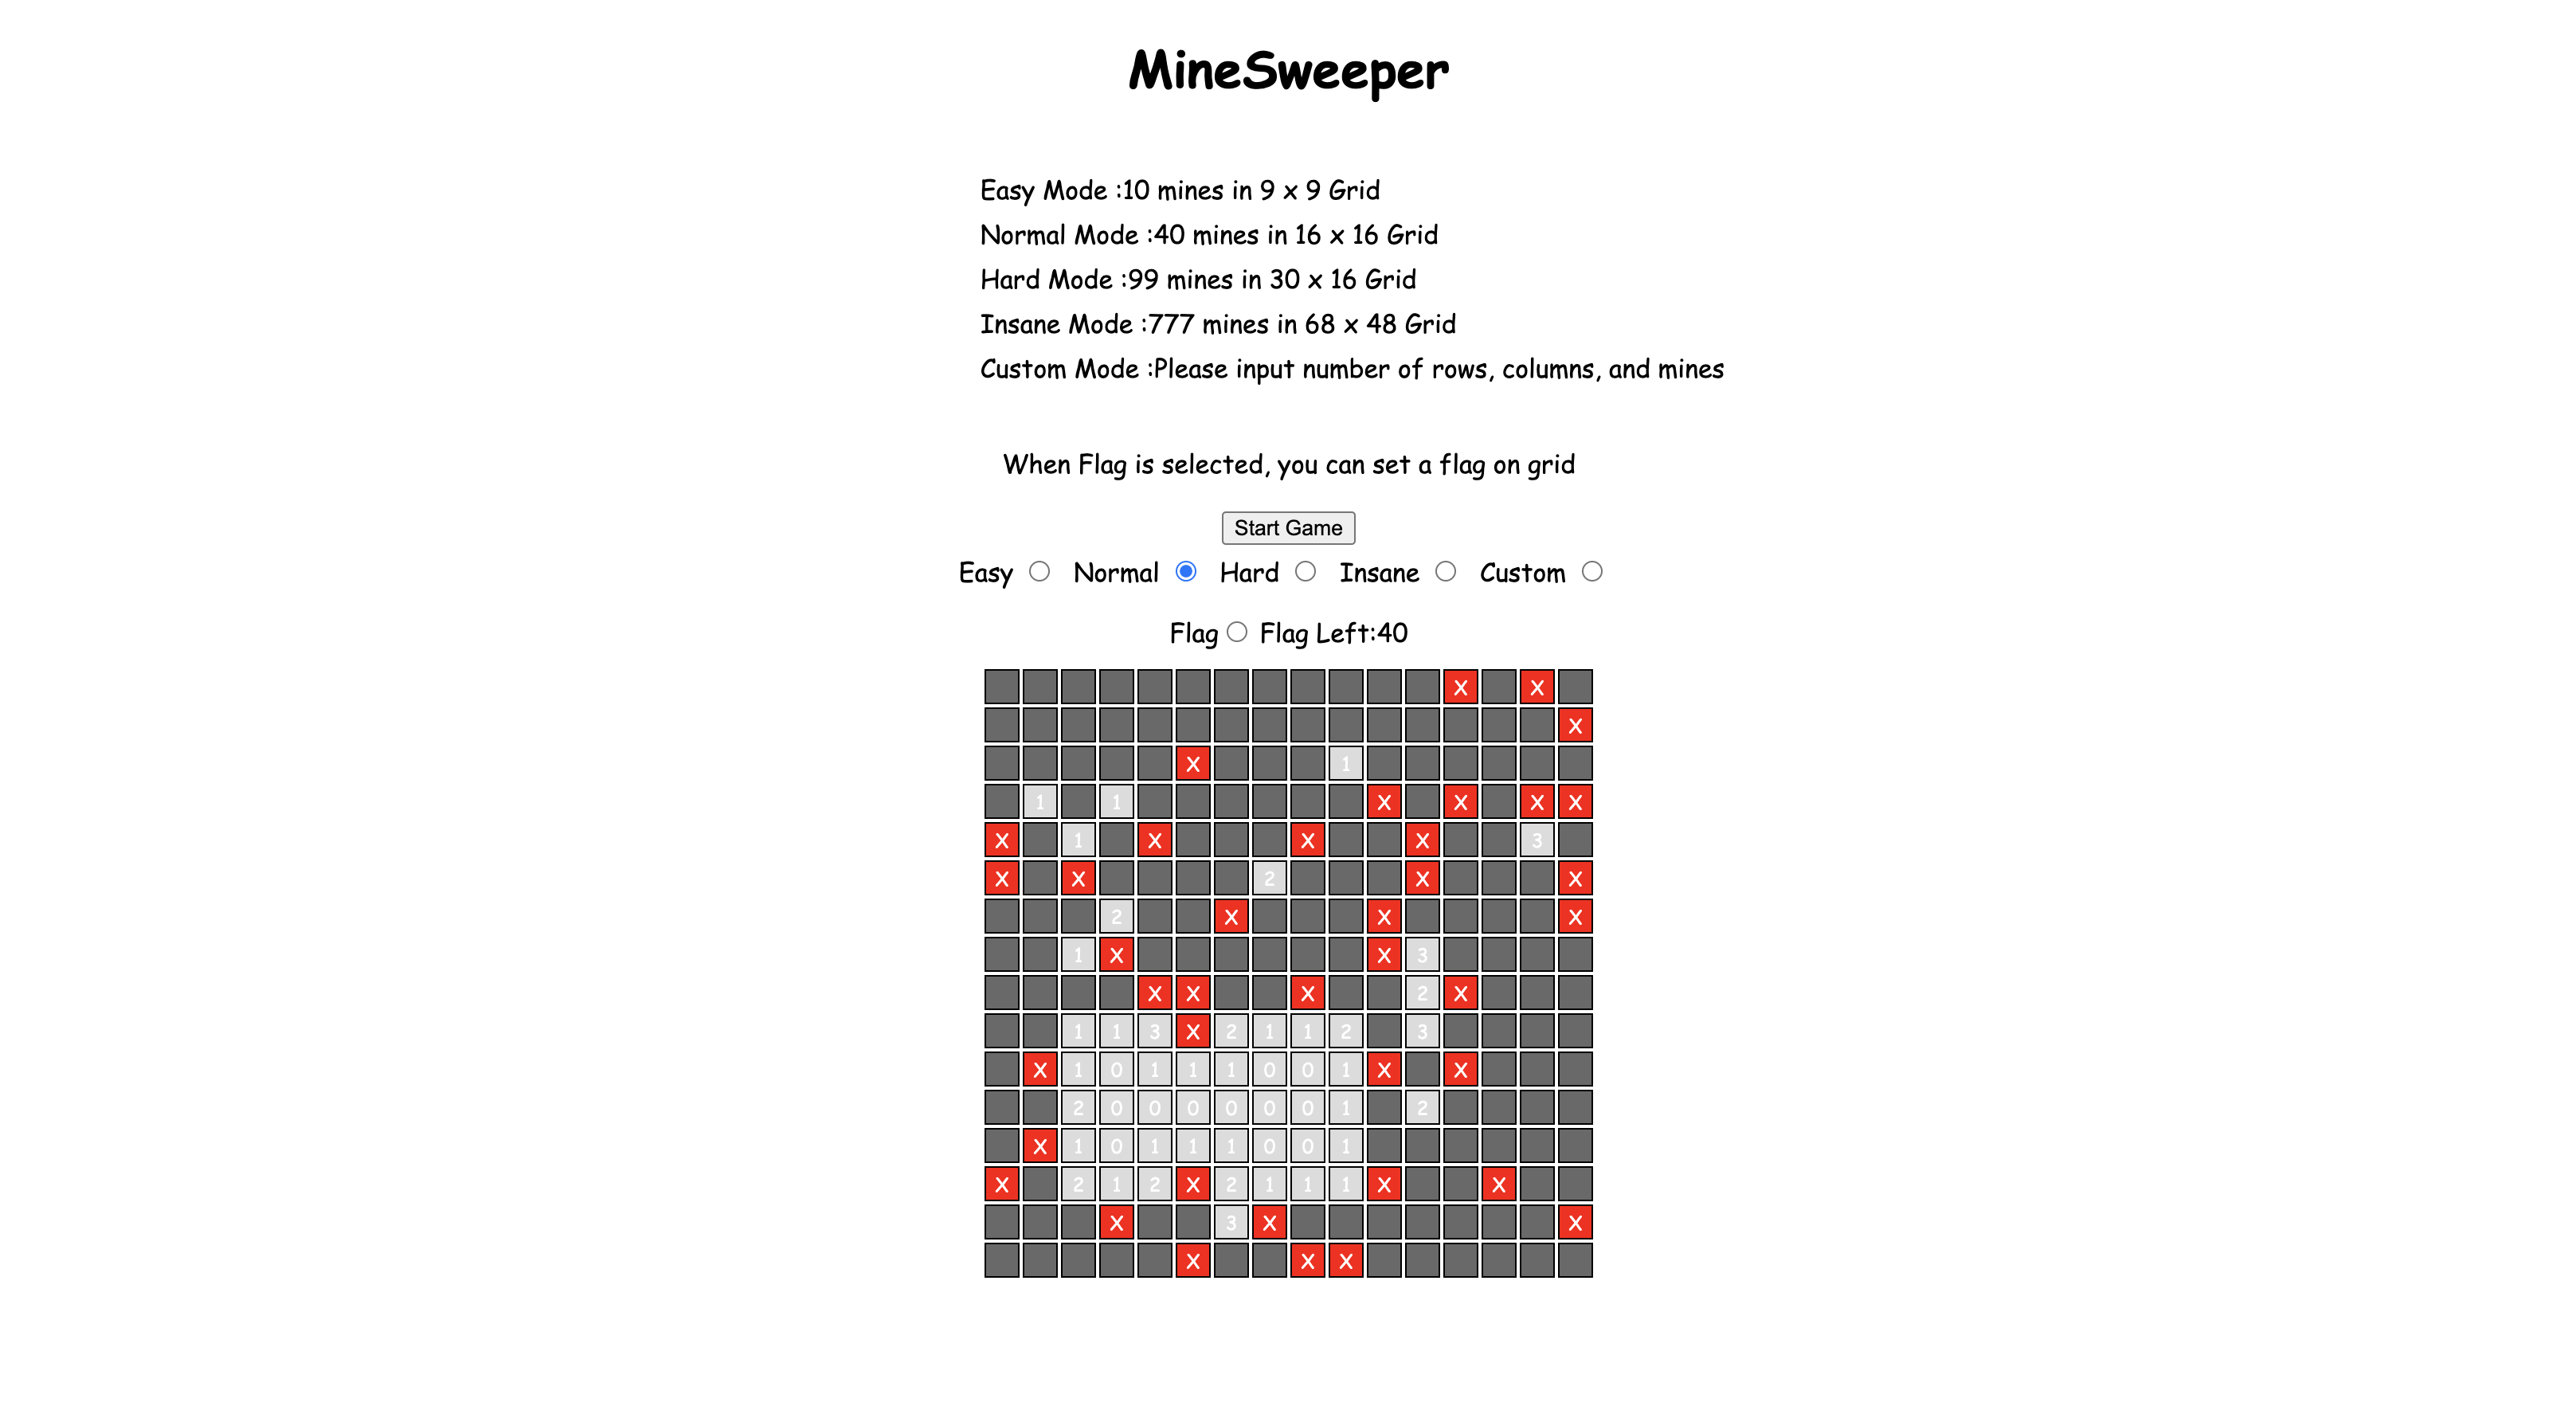 MineSweeper
Easy Mode :10 mines in 9 x 9 Grid
Normal Mode :40 mines in 16 x 16 Grid
Hard Mode :99 mines in 30 x 16 Grid
Insane Mode :777 mines in 68 x 48 Grid
Custom Mode :Please input number of rows, columns, and mines
When Flag is selected, you can set a flag on grid
Start Game
Easy Normal Hard Insane Custom
Flag Flag Left:40
X X
X
X 1
1 1 X X X X
X 1 X X X 3
X X 2 X X
2 X X X
1 X X 3
X X X 2 X
1 1 3 X 2 1 1 2 3
X 1 0 1 1 1 0 0 1 X X
2 0 0 0 0 0 0 1 2
X 1 0 1 1 1 0 0 1
X 2 1 2 X 2 1 1 1 X X
X 3 X X
X X X